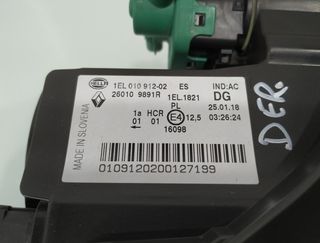 HELLA
1EL 010 912-02 ES IND:AC
26010 9891R 1EL.1821 DG
PL 25.01.18
1a HCR E4 12,5 03:26:24
01 01
← 16098
MADE IN SLOVENIA
0109120200127199
DER.